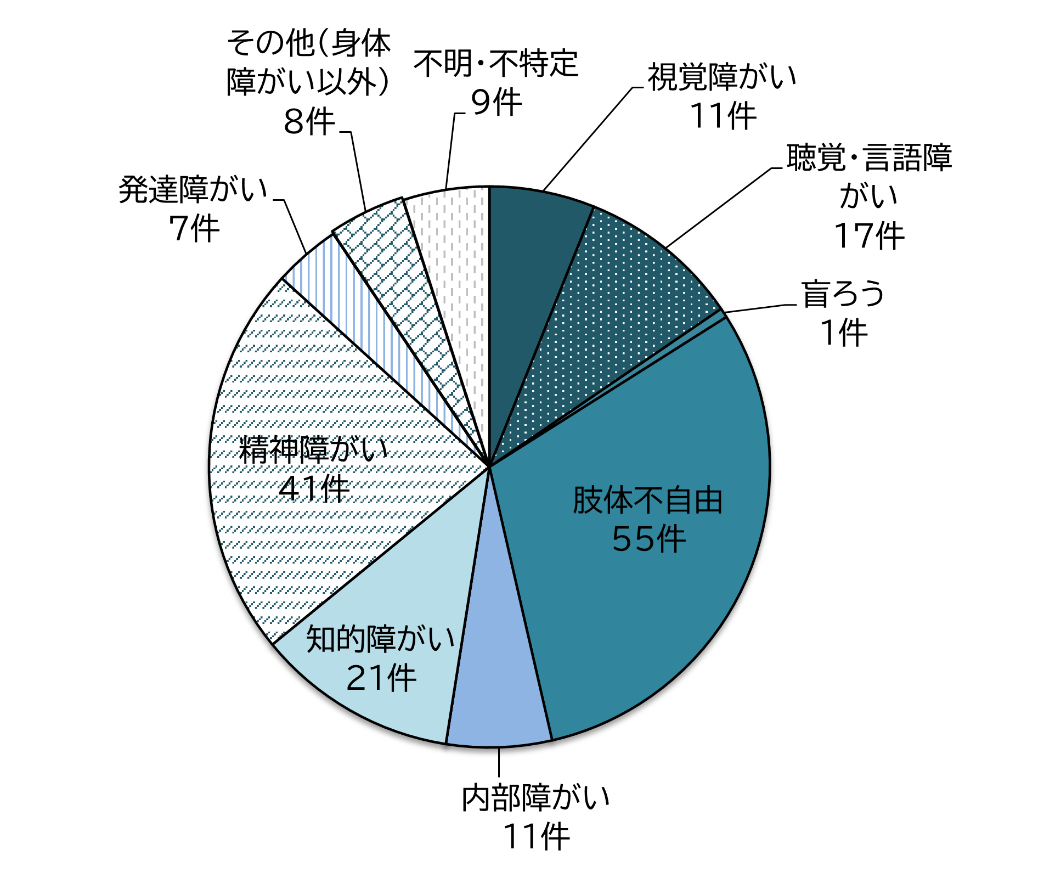 その他(身体
障がい以外)
8件
不明・不特定
9件
視覚障がい
11件
聴覚・言語障
がい
17件
発達障がい
7件
盲ろう
1件
精神障がい
41件
肢体不自由
55件
知的障がい
21件
内部障がい
11件